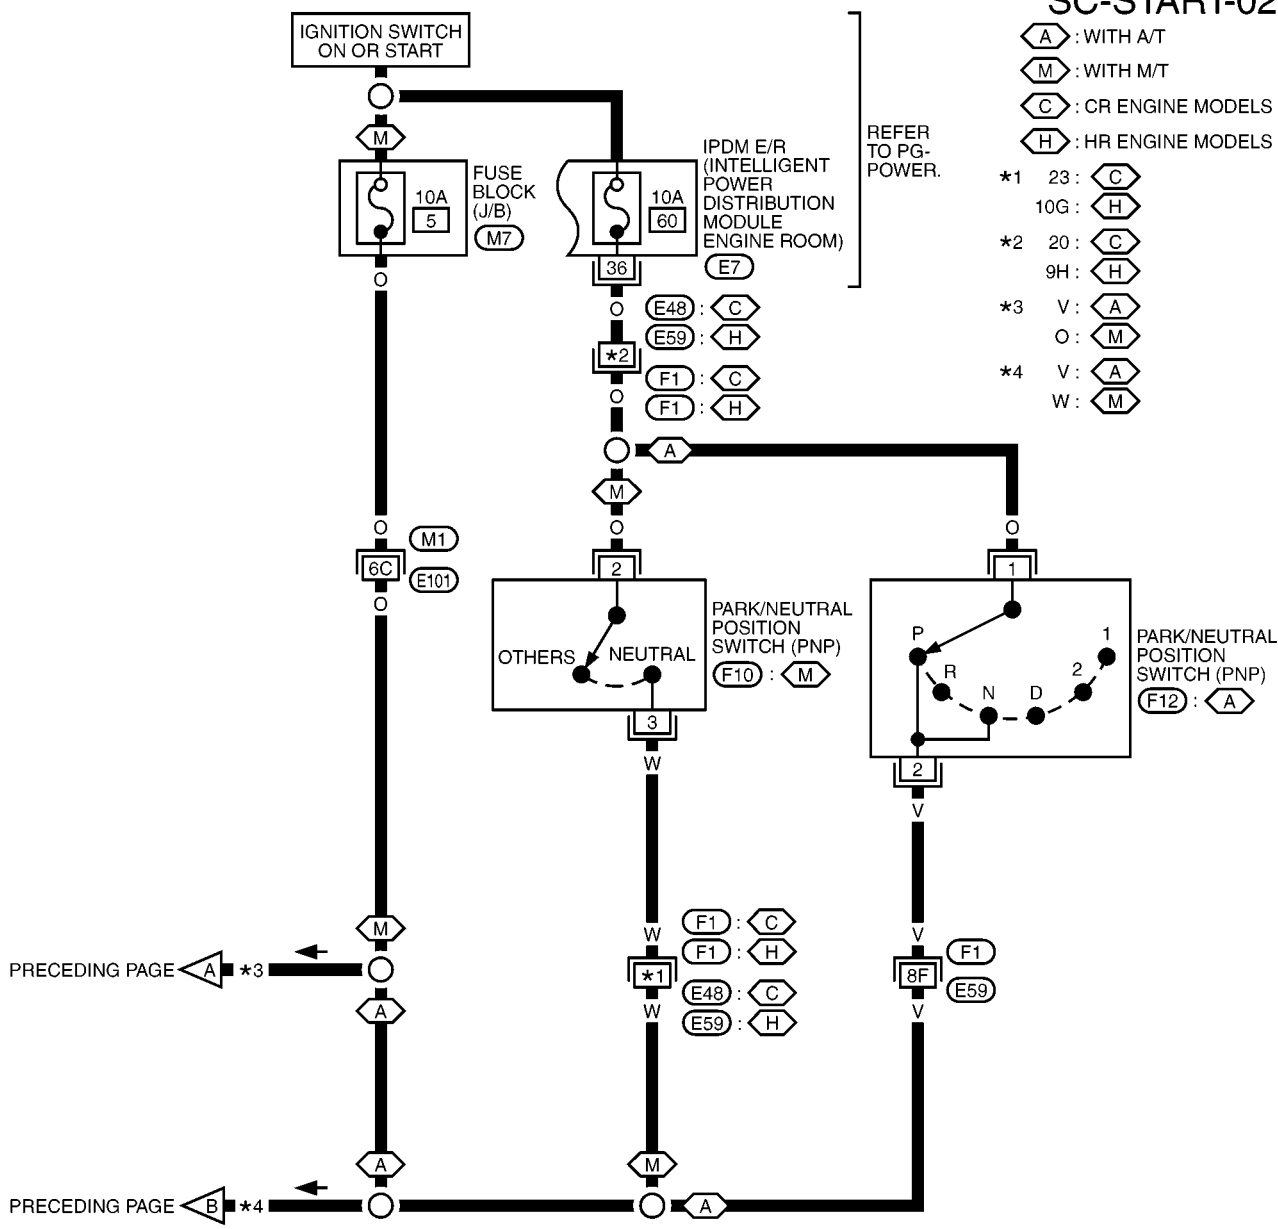 SC-START-02
IGNITION SWITCH
ON OR START
A : WITH A/T
M : WITH M/T
C : CR ENGINE MODELS
H : HR ENGINE MODELS
*1 23 : C
10G : H
*2 20 : C
9H : H
*3 V : A
O : M
*4 V : A
W : M
REFER
TO PG-
POWER.
M
10A
5
FUSE
BLOCK
(J/B)
M7
10A
60
IPDM E/R
(INTELLIGENT
POWER
DISTRIBUTION
MODULE
ENGINE ROOM)
36
E7
O
O
E48 : C
E59 : H
*2
F1 : C
O
F1 : H
A
M
O
O
O
M1
6C
E101
O
2
1
OTHERS
NEUTRAL
PARK/NEUTRAL
POSITION
SWITCH (PNP)
F10 : M
3
W
P
R
N
D
2
1
PARK/NEUTRAL
POSITION
SWITCH (PNP)
F12 : A
2
V
M
W
F1 : C
F1 : H
*1
E48 : C
W
E59 : H
V
F1
8F
E59
V
PRECEDING PAGE A *3
A
A
M
PRECEDING PAGE B *4
A